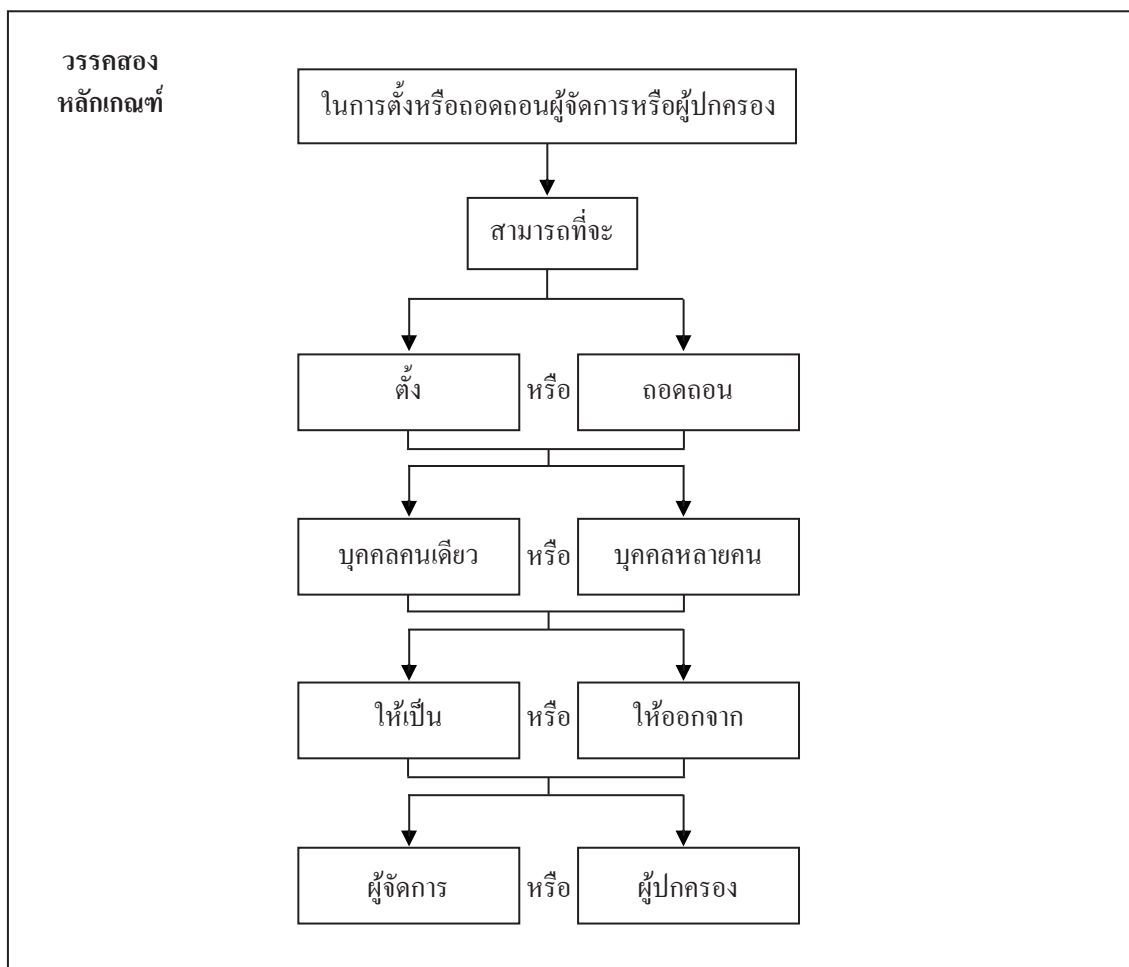 วรรคสอง
หลักเกณฑ์
ในการตั้งหรือถอดถอนผู้จัดการหรือผู้ปกครอง
สามารถที่จะ
ตั้ง หรือ ถอดถอน
บุคคลคนเดียว หรือ บุคคลหลายคน
ให้เป็น หรือ ให้ออกจาก
ผู้จัดการ หรือ ผู้ปกครอง